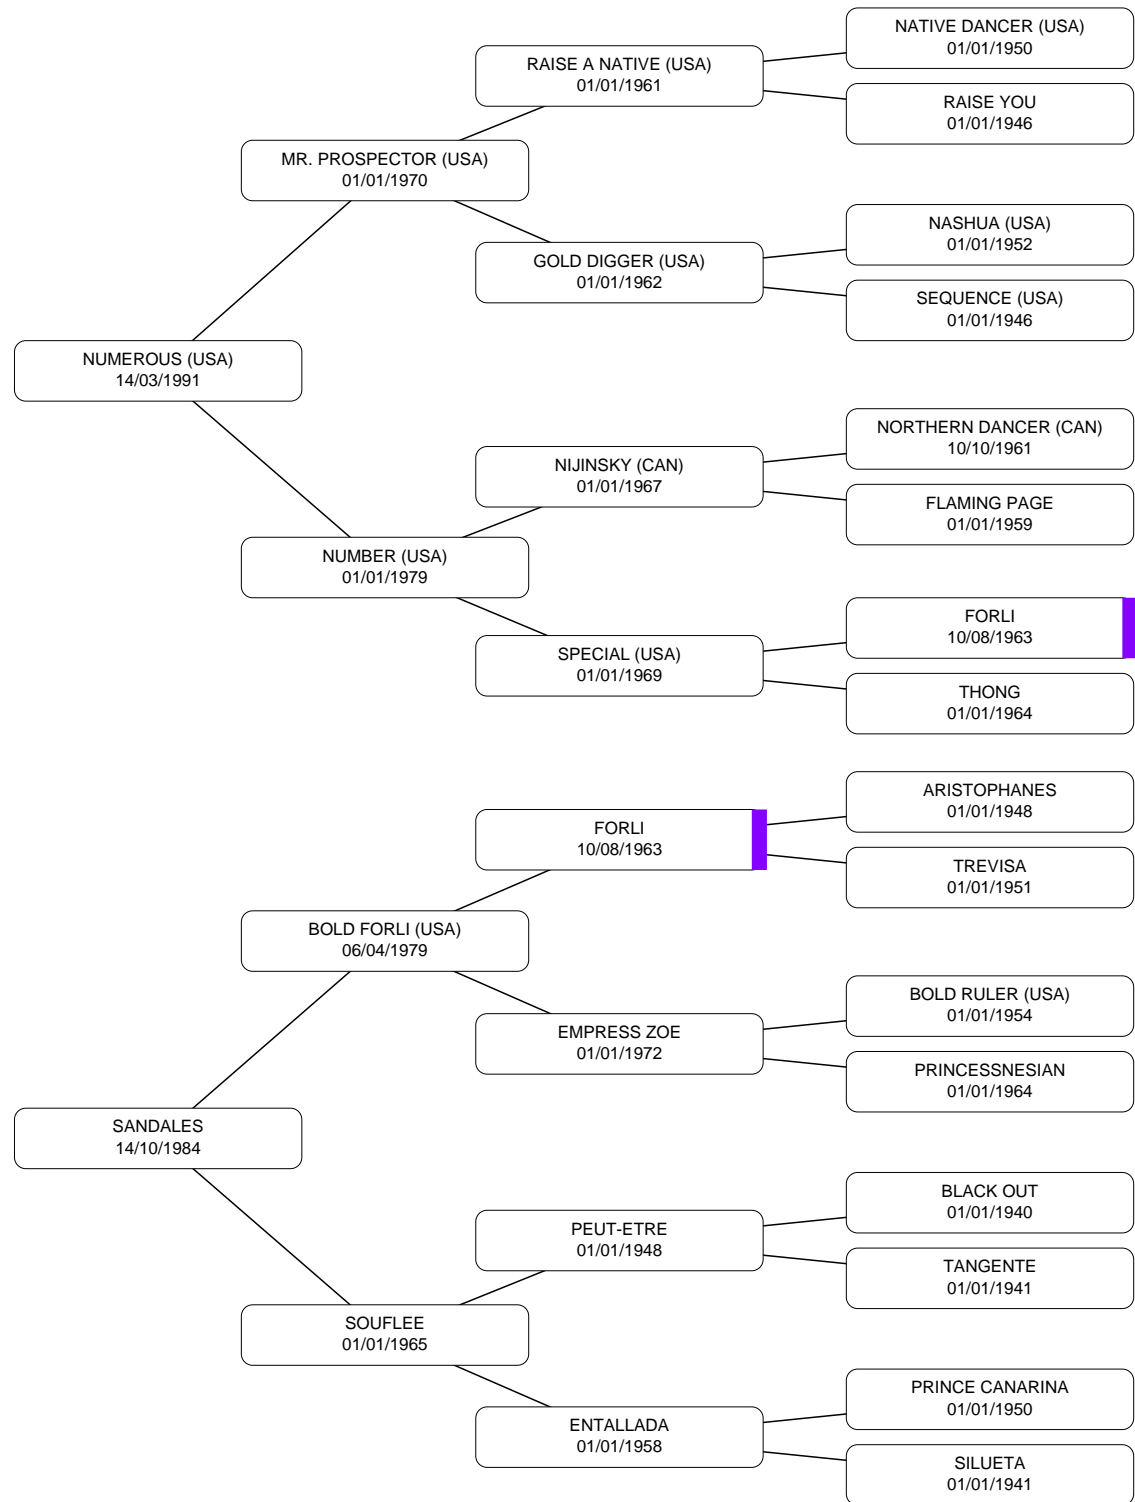 NATIVE DANCER (USA)
01/01/1950
RAISE A NATIVE (USA)
01/01/1961
RAISE YOU
01/01/1946
MR. PROSPECTOR (USA)
01/01/1970
NASHUA (USA)
01/01/1952
GOLD DIGGER (USA)
01/01/1962
SEQUENCE (USA)
01/01/1946
NUMEROUS (USA)
14/03/1991
NORTHERN DANCER (CAN)
10/10/1961
NIJINSKY (CAN)
01/01/1967
FLAMING PAGE
01/01/1959
NUMBER (USA)
01/01/1979
FORLI
10/08/1963
SPECIAL (USA)
01/01/1969
THONG
01/01/1964
ARISTOPHANES
01/01/1948
FORLI
10/08/1963
TREVISA
01/01/1951
BOLD FORLI (USA)
06/04/1979
BOLD RULER (USA)
01/01/1954
EMPRESS ZOE
01/01/1972
PRINCESSNESIAN
01/01/1964
SANDALES
14/10/1984
BLACK OUT
01/01/1940
PEUT-ETRE
01/01/1948
TANGENTE
01/01/1941
SOUFLEE
01/01/1965
PRINCE CANARINA
01/01/1950
ENTALLADA
01/01/1958
SILUETA
01/01/1941